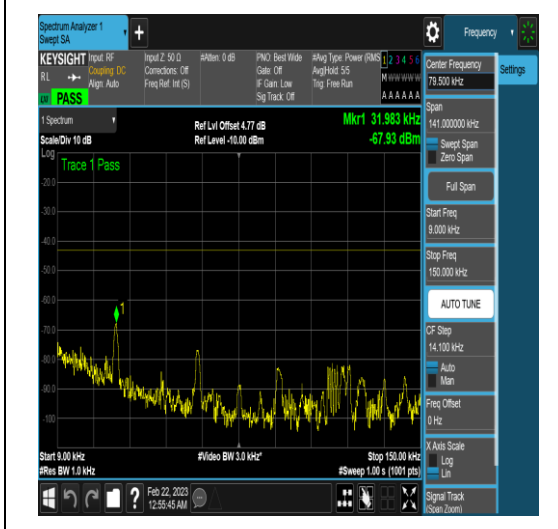 Spectrum Analyzer 1
Swept SA
+
Frequency
KEYSIGHT
RL
Input: RF
Coupling: DC
Align: Auto
Input Z: 50 Ω
Corrections: Off
Freq Ref: Int (S)
#Atten: 0 dB
PNO: Best Wide
Gate: Off
IF Gain: Low
Sig Track: Off
#Avg Type: Power (RMS
Avg|Hold: 5/5
Trig: Free Run
1 2 3 4 5 6
M W W W W W
A A A A A A
PASS
1 Spectrum
Scale/Div 10 dB
Ref Lvl Offset 4.77 dB
Ref Level -10.00 dBm
Mkr1 31.983 kHz
-67.93 dBm
Log
Trace 1 Pass
-20.0
-30.0
-40.0
-50.0
-60.0
-70.0
-80.0
-90.0
-100
1
Start 9.00 kHz
#Res BW 1.0 kHz
#Video BW 3.0 kHz*
Stop 150.00 kHz
#Sweep 1.00 s (1001 pts)
Feb 22, 2023
12:55:45 AM
?
Settings
Center Frequency
79.500 kHz
Span
141.000000 kHz
Swept Span
Zero Span
Full Span
Start Freq
9.000 kHz
Stop Freq
150.000 kHz
AUTO TUNE
CF Step
14.100 kHz
Auto
Man
Freq Offset
0 Hz
X Axis Scale
Log
Lin
Signal Track
(Span Zoom)